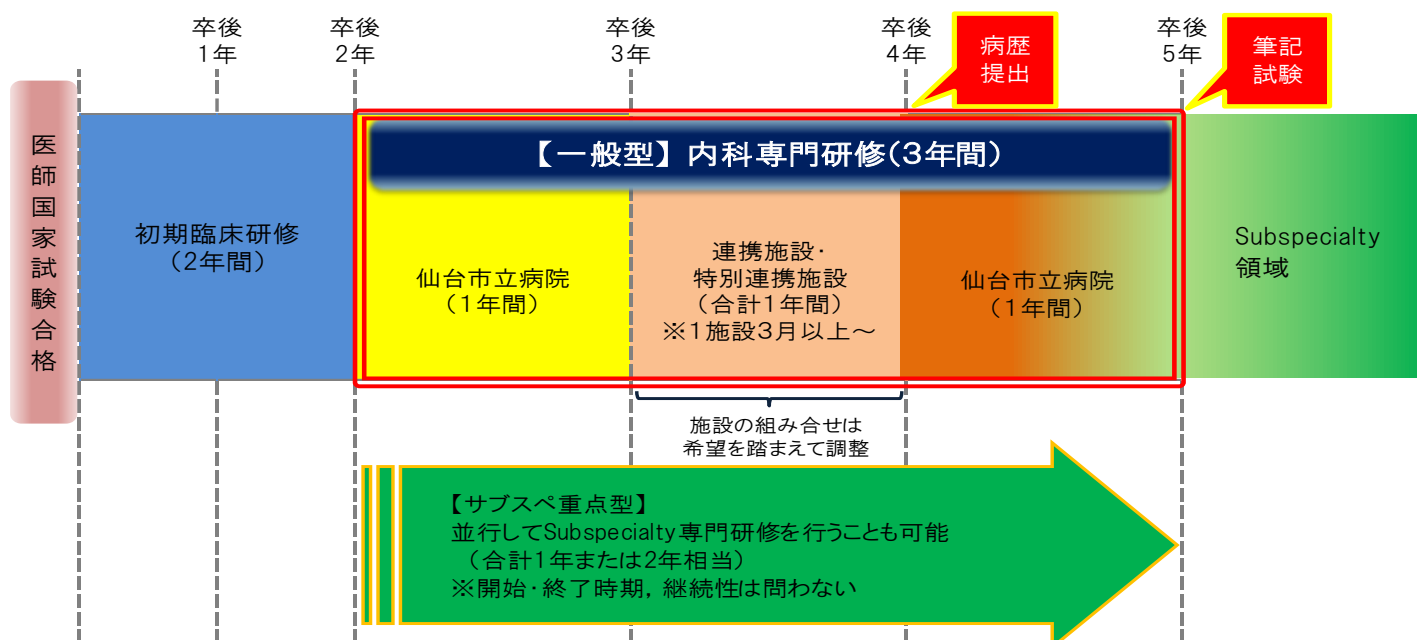 卒後
1年
卒後
2年
卒後
3年
卒後
4年
病歴
提出
卒後
5年
筆記
試験
医師国家試験合格
【一般型】内科専門研修(3年間)
初期臨床研修
(2年間)
仙台市立病院
(1年間)
連携施設・
特別連携施設
(合計1年間)
※1施設3月以上～
仙台市立病院
(1年間)
Subspecialty
領域
施設の組み合せは
希望を踏まえて調整
【サブスペ重点型】
並行してSubspecialty専門研修を行うことも可能
(合計1年または2年相当)
※開始・終了時期，継続性は問わない